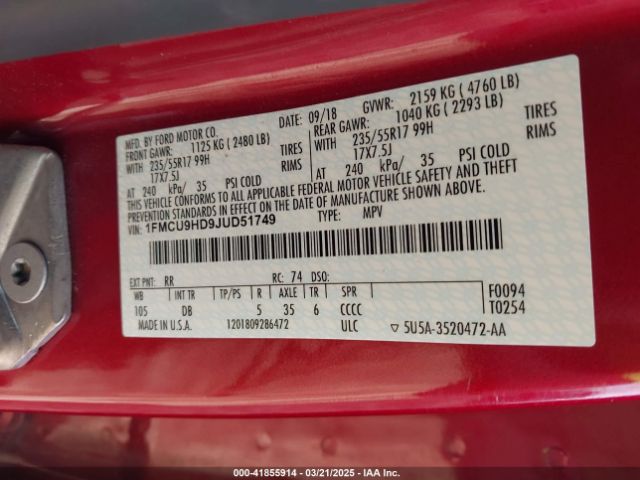 MFD. BY FORD MOTOR CO. DATE: 09/18 GVWR: 2159 KG ( 4760 LB)
FRONT GAWR: 1125 KG ( 2480 LB) REAR GAWR: 1040 KG ( 2293 LB)
WITH 235/55R17 99H TIRES WITH 235/55R17 99H TIRES
17X7.5J RIMS 17X7.5J RIMS
AT 240 kPa/ 35 PSI COLD AT 240 kPa/ 35 PSI COLD
THIS VEHICLE CONFORMS TO ALL APPLICABLE FEDERAL MOTOR VEHICLE SAFETY AND THEFT
PREVENTION STANDARDS IN EFFECT ON THE DATE OF MANUFACTURE SHOWN ABOVE.
VIN: 1FMCU9HD9JUD51749 TYPE: MPV
EXT PNT: RR RC: 74 DSO:
WB INT TR TP/PS R AXLE TR SPR F0094
105 DB 5 35 6 CCCC T0254
MADE IN U.S.A. 1201809286472 ULC ▽ 5U5A-3520472-AA
00-41855914 | 03/21/2025 | IAA Inc.